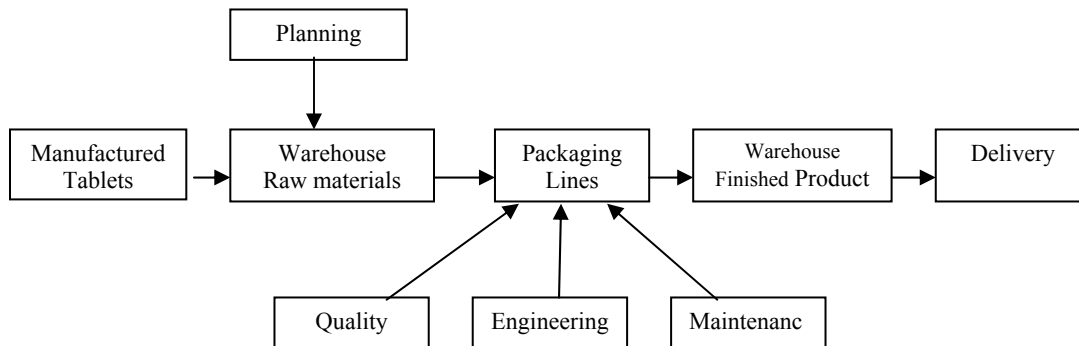 Planning
Manufactured
Tablets
Warehouse
Raw materials
Packaging
Lines
Warehouse
Finished Product
Delivery
Quality
Engineering
Maintenanc